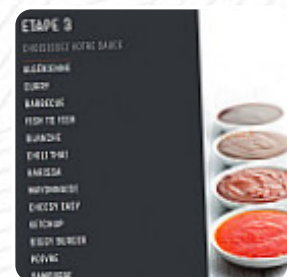 ETAPE 3
CHOISISSEZ VOTRE SAUCE
ALGÉRIENNE
CURRY
BARBECUE
FISH TO FISH
BLANCHE
CHILI THAI
HARISSA
MAYONNAISE
CHEESY EASY
KETCHUP
BIGGY BURGER
POIVRE